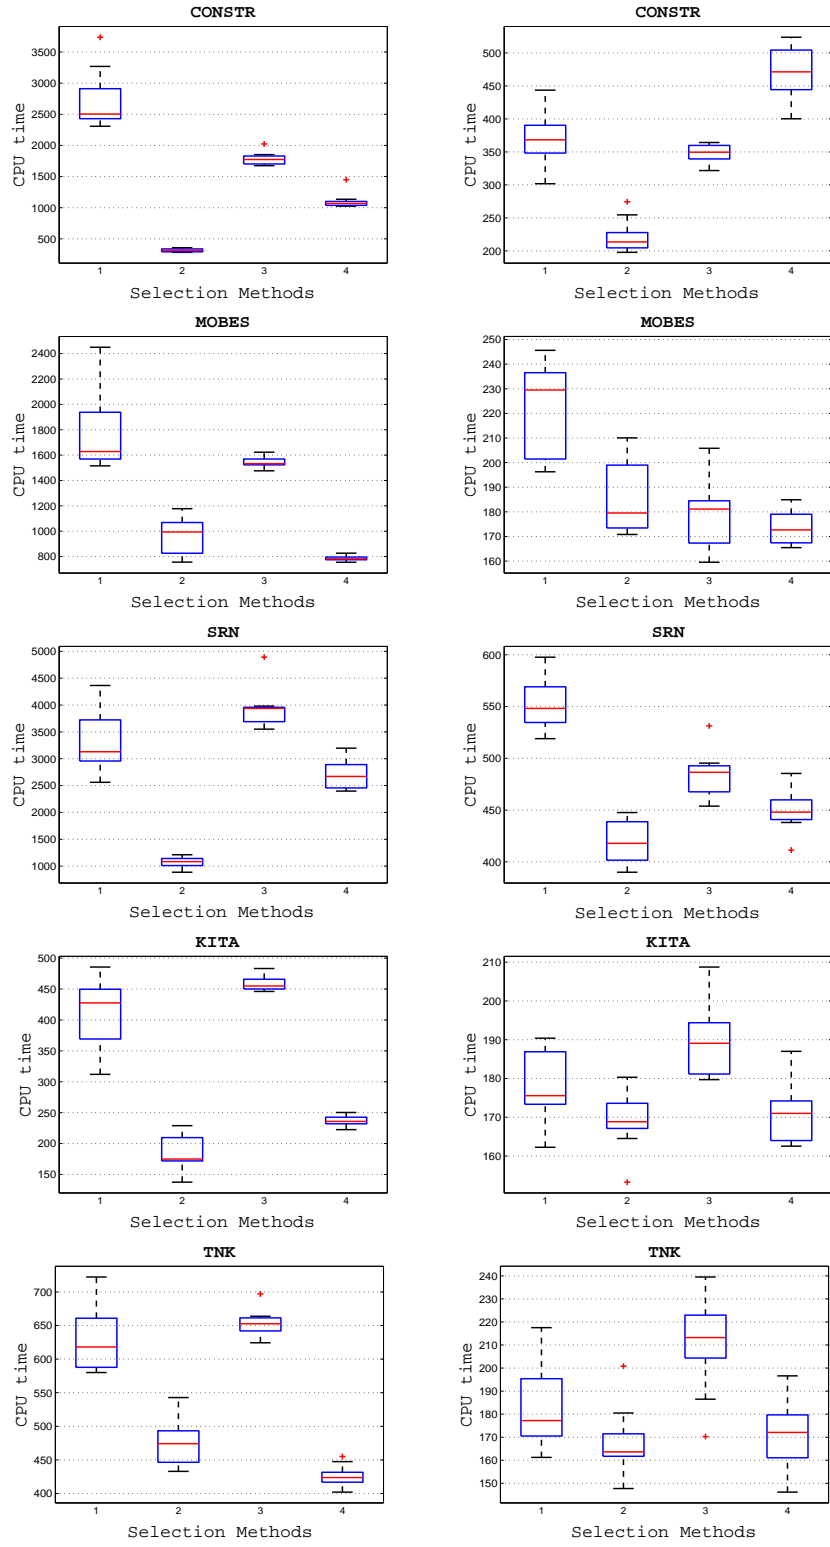 CONSTR
CPU time
3500
3000
2500
2000
1500
1000
500
1 2 3 4
Selection Methods
CONSTR
CPU time
500
450
400
350
300
250
200
1 2 3 4
Selection Methods
MOBES
CPU time
2400
2200
2000
1800
1600
1400
1200
1000
800
1 2 3 4
Selection Methods
MOBES
CPU time
250
240
230
220
210
200
190
180
170
160
1 2 3 4
Selection Methods
SRN
CPU time
5000
4500
4000
3500
3000
2500
2000
1500
1000
1 2 3 4
Selection Methods
SRN
CPU time
600
550
500
450
400
1 2 3 4
Selection Methods
KITA
CPU time
500
450
400
350
300
250
200
150
1 2 3 4
Selection Methods
KITA
CPU time
210
200
190
180
170
160
1 2 3 4
Selection Methods
TNK
CPU time
700
650
600
550
500
450
400
1 2 3 4
Selection Methods
TNK
CPU time
240
230
220
210
200
190
180
170
160
150
1 2 3 4
Selection Methods